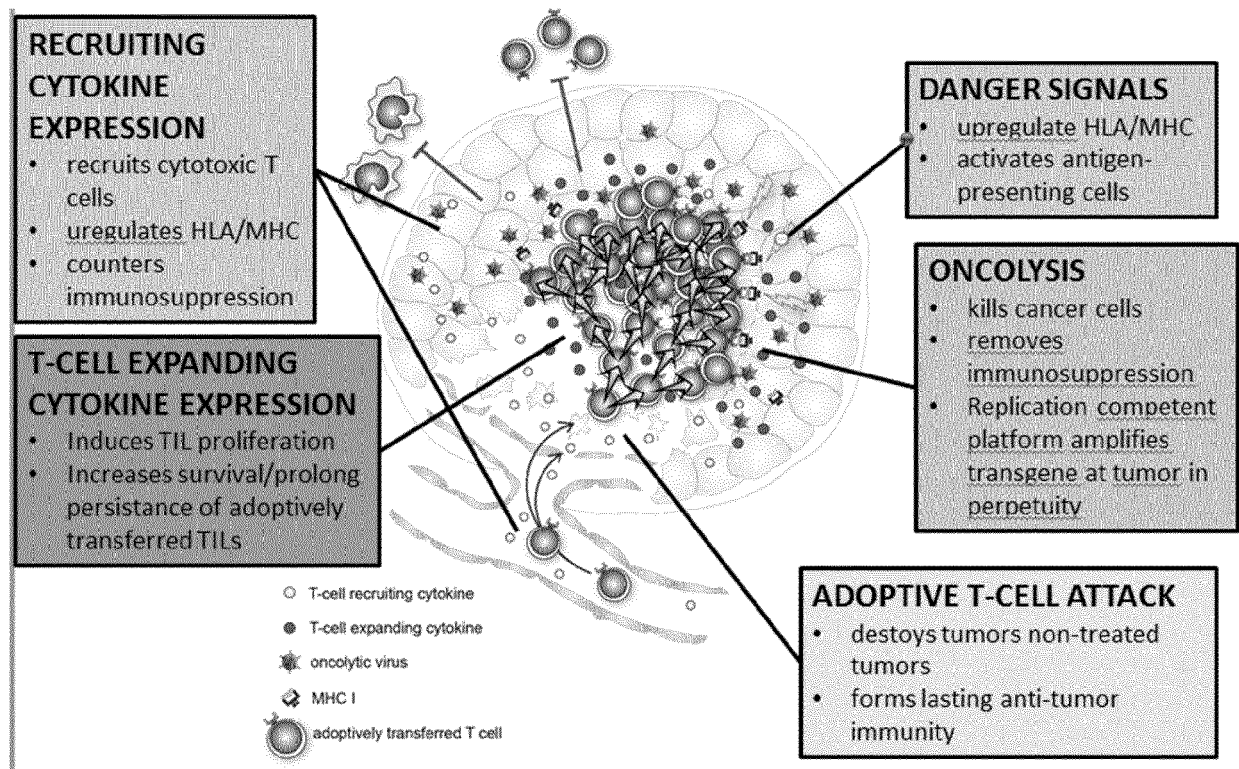 RECRUITING
CYTOKINE
EXPRESSION
• recruits cytotoxic T
cells
• uregulates HLA/MHC
• counters
immunosuppression
T-CELL EXPANDING
CYTOKINE EXPRESSION
• Induces TIL proliferation
• Increases survival/prolong
persistance of adoptively
transferred TILs
DANGER SIGNALS
• upregulate HLA/MHC
• activates antigen-
presenting cells
ONCOLYSIS
• kills cancer cells
• removes
immunosuppression
• Replication competent
platform amplifies
transgene at tumor in
perpetuity
ADOPTIVE T-CELL ATTACK
• destoys tumors non-treated
tumors
• forms lasting anti-tumor
immunity
T-cell recruiting cytokine
T-cell expanding cytokine
oncolytic virus
MHC I
adoptively transferred T cell